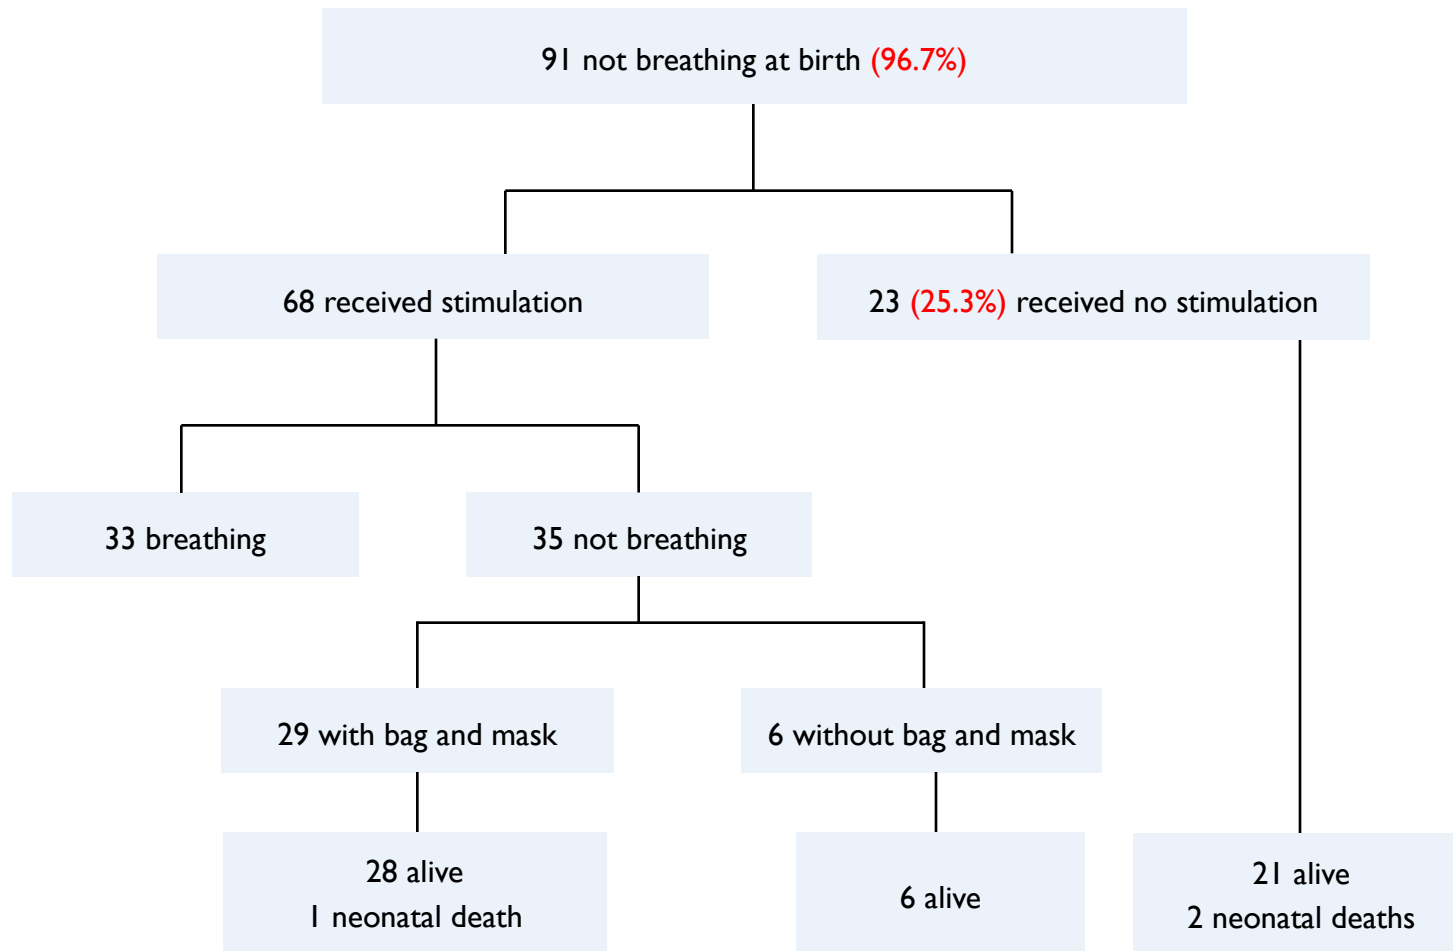 91 not breathing at birth (96.7%)
68 received stimulation
23 (25.3%) received no stimulation
33 breathing
35 not breathing
29 with bag and mask
6 without bag and mask
28 alive
1 neonatal death
6 alive
21 alive
2 neonatal deaths